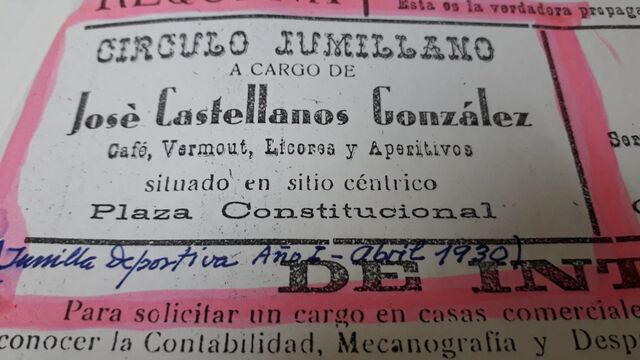 Esta es la verdadera propaga
CIRCULO JUMILLANO
A CARGO DE
Josè Castellanos González
Café, Vermout, Licores y Aperitivos
situado en sitio céntrico
Plaza Constitucional
(Jumilla Deportiva Año I - Abril 1930)
DE INT
Para solicitar un cargo en casas comerciale
conocer la Contabilidad, Mecanografía y Desp